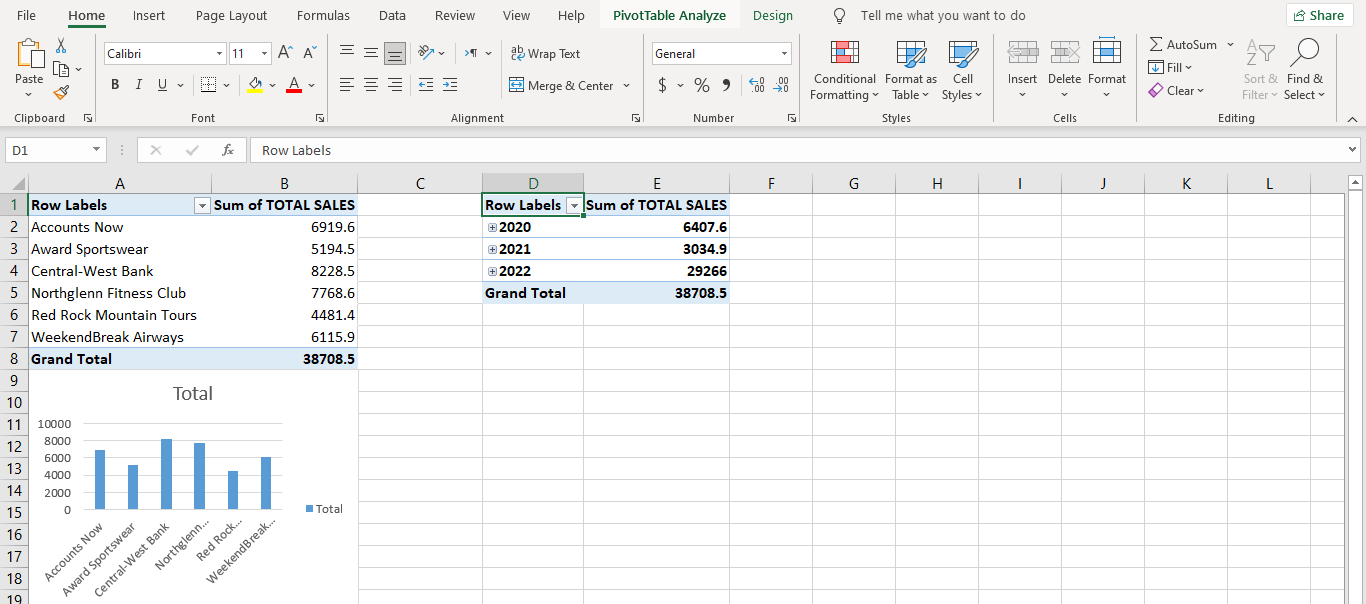 File Home Insert Page Layout Formulas Data Review View Help PivotTable Analyze Design Tell me what you want to do Share
Calibri 11 A A ab Wrap Text General AutoSum
Paste B I U A Merge & Center $ % 9 .00 .00 Conditional Formatting Format as Table Cell Styles Insert Delete Format Fill Sort & Filter Find & Select
Clear
Clipboard Font Alignment Number Styles Cells Editing
D1 fx Row Labels
A B C D E F G H I J K L
1 Row Labels Sum of TOTAL SALES Row Labels Sum of TOTAL SALES
2 Accounts Now 6919.6 2020 6407.6
3 Award Sportswear 5194.5 2021 3034.9
4 Central-West Bank 8228.5 2022 29266
5 Northglenn Fitness Club 7768.6 Grand Total 38708.5
6 Red Rock Mountain Tours 4481.4
7 WeekendBreak Airways 6115.9
8 Grand Total 38708.5
9 Total
10
11 10000
12 8000
13 6000
14 4000
15 2000
16 0
17 Total
18 Accounts Now Award Sportswear Central-West Bank Northglenn... Red Rock... WeekendBreak...
19